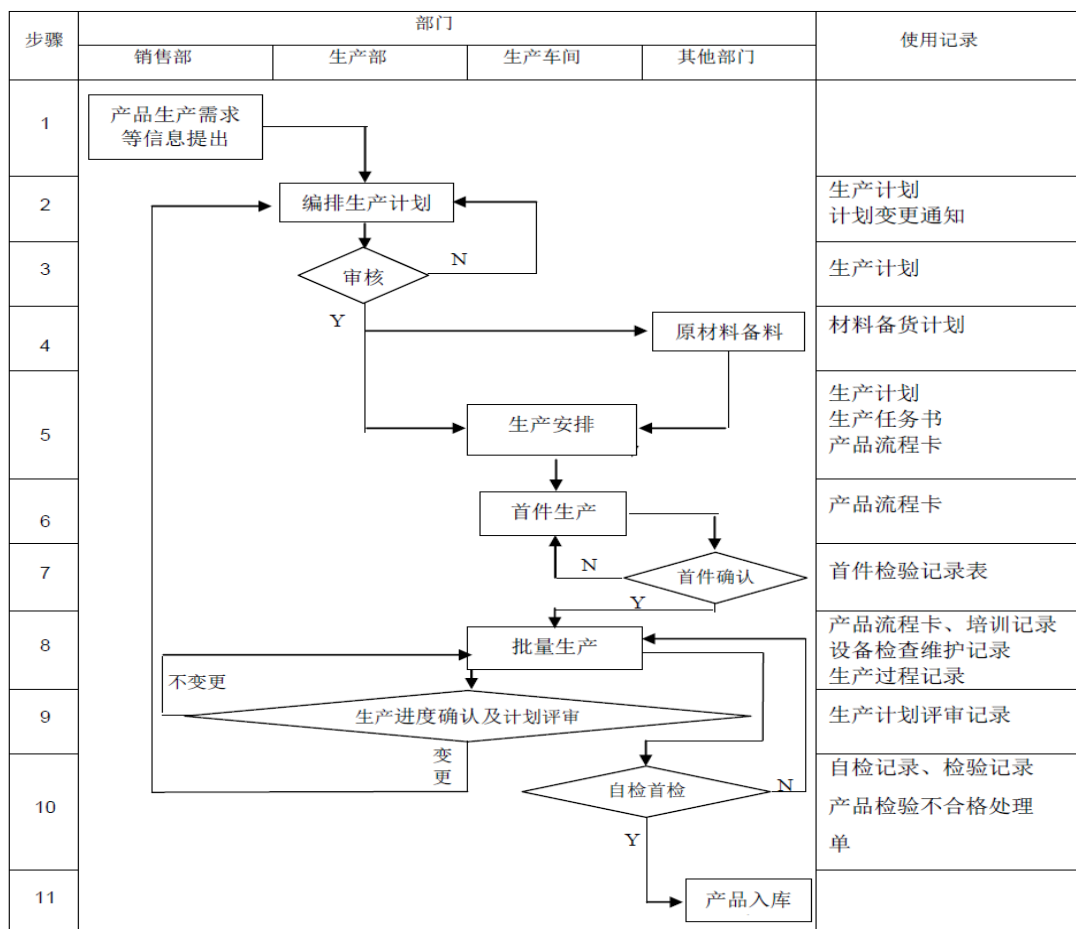 步骤
部门
使用记录
销售部
生产部
生产车间
其他部门
1
产品生产需求
等信息提出
2
编排生产计划
生产计划
计划变更通知
3
审核
N
生产计划
Y
4
原材料备料
材料备货计划
5
生产安排
生产计划
生产任务书
产品流程卡
6
首件生产
产品流程卡
7
N
首件确认
首件检验记录表
Y
8
批量生产
产品流程卡、培训记录
设备检查维护记录
生产过程记录
不变更
9
生产进度确认及计划评审
生产计划评审记录
变
更
10
自检首检
N
自检记录、检验记录
产品检验不合格处理
单
Y
11
产品入库